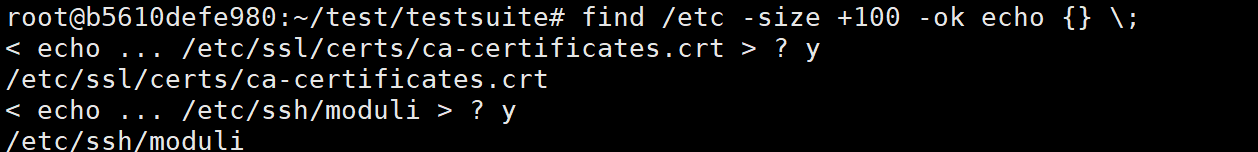 root@b5610defe980:~/test/testsuite# find /etc -size +100 -ok echo {} \;
< echo ... /etc/ssl/certs/ca-certificates.crt > ? y
/etc/ssl/certs/ca-certificates.crt
< echo ... /etc/ssh/moduli > ? y
/etc/ssh/moduli